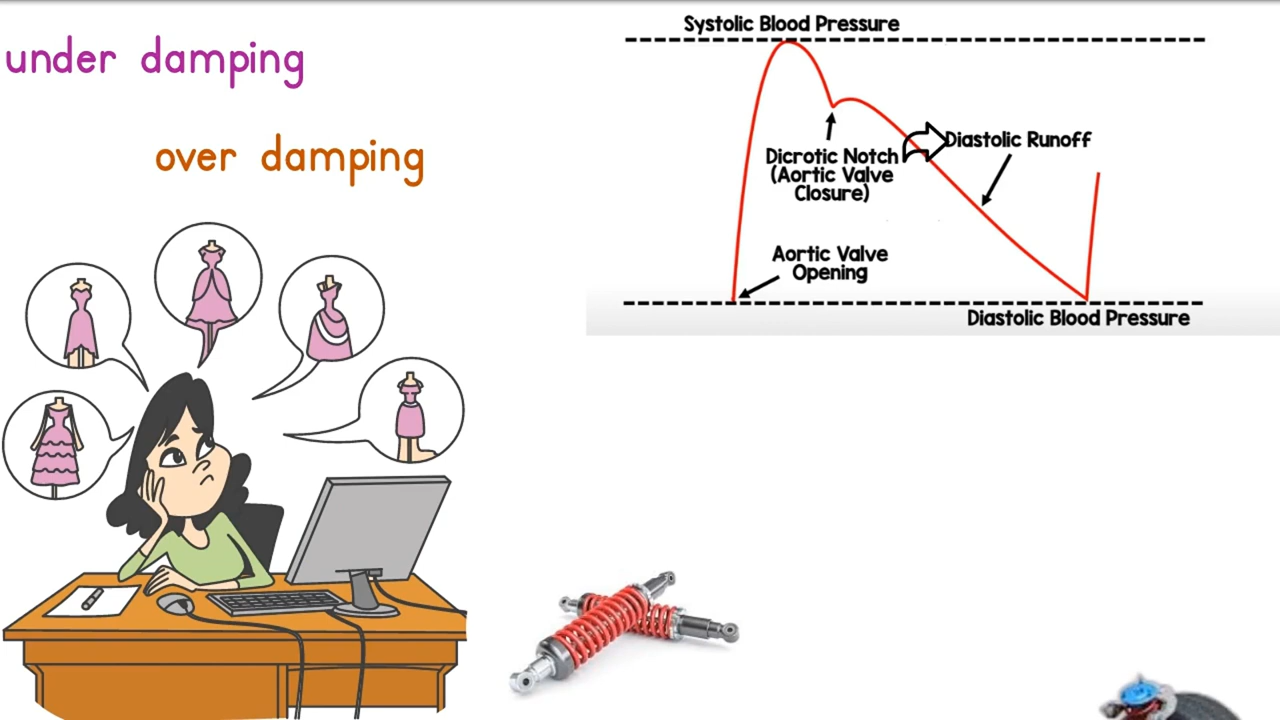 under damping
over damping
Systolic Blood Pressure
Dicrotic Notch
(Aortic Valve
Closure)
Diastolic Runoff
Aortic Valve
Opening
Diastolic Blood Pressure